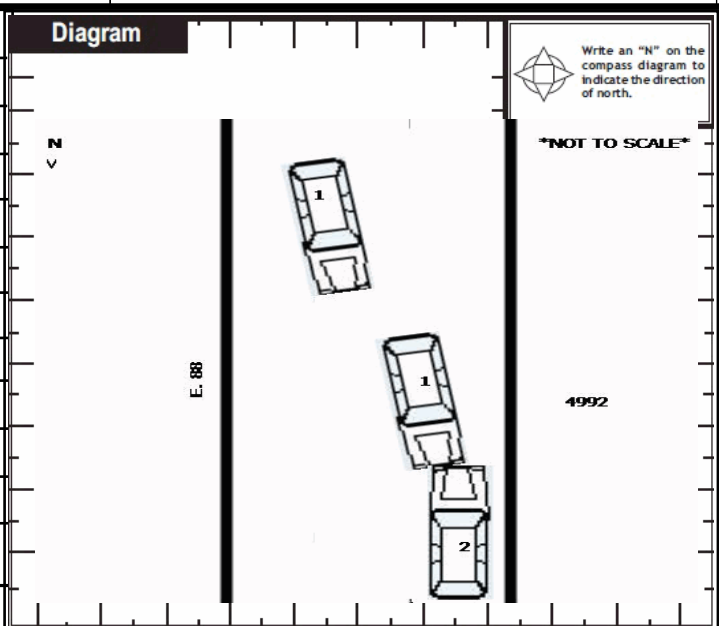 Diagram
Write an “N” on the
compass diagram to
indicate the direction
of north.
N
<
*NOT TO SCALE*
1
E. 88
1
4992
2